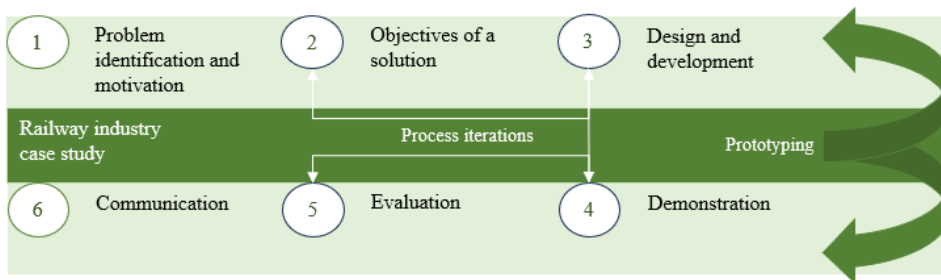 1
Problem
identification and
motivation
2
Objectives of a
solution
3
Design and
development
Railway industry
case study
Process iterations
Prototyping
6
Communication
5
Evaluation
4
Demonstration